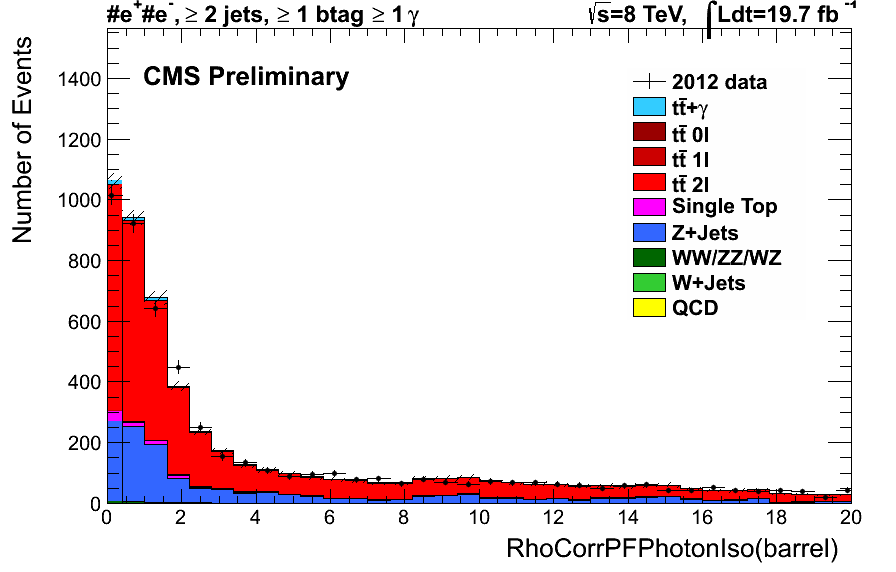 #e⁺#e⁻, ≥ 2 jets, ≥ 1 btag ≥ 1 γ √s=8 TeV, ∫Ldt=19.7 fb⁻¹
CMS Preliminary
Number of Events
1400
1200
1000
800
600
400
200
0
2012 data
tt̄+γ
tt̄ 0l
tt̄ 1l
tt̄ 2l
Single Top
Z+Jets
WW/ZZ/WZ
W+Jets
QCD
0 2 4 6 8 10 12 14 16 18 20
RhoCorrPFPhotonIso(barrel)